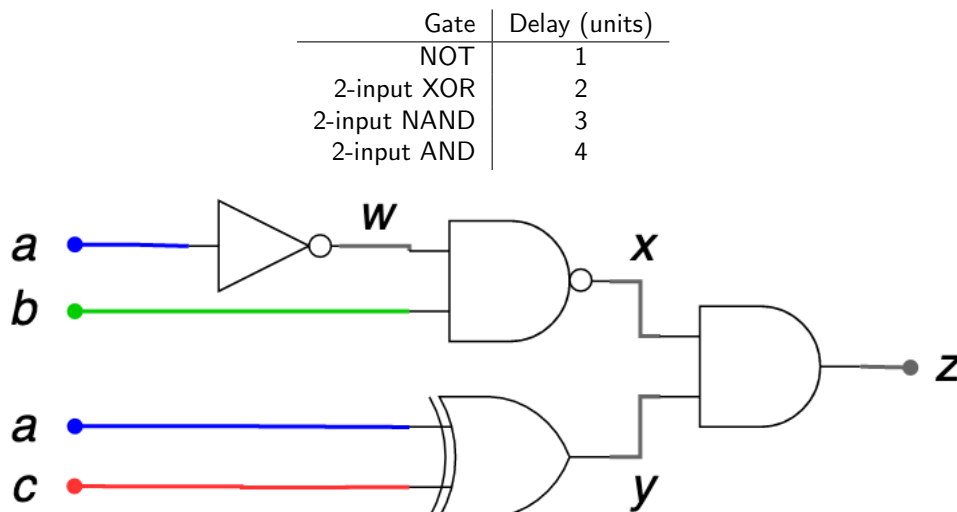 Gate Delay (units)
NOT 1
2-input XOR 2
2-input NAND 3
2-input AND 4
w
a
x
b
z
a
c
y